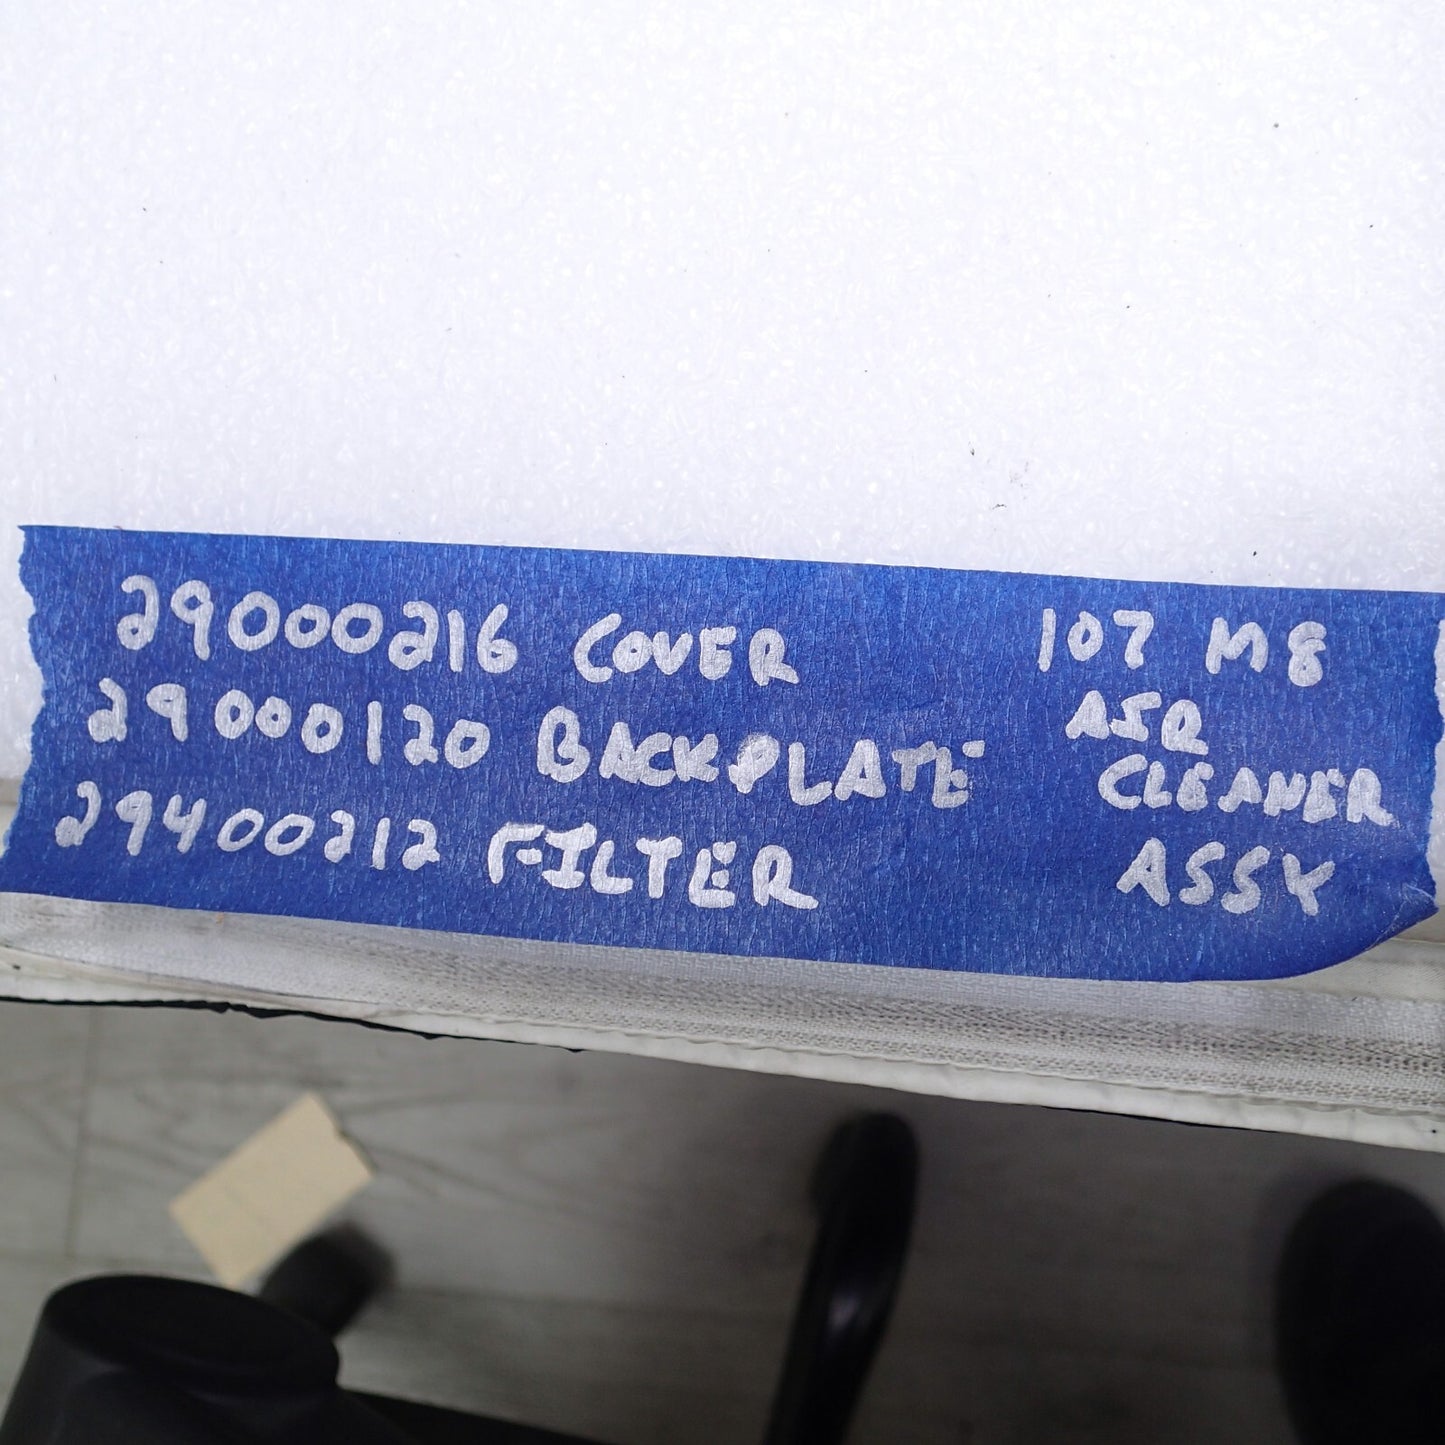 29000216 COVER
29000120 BACKPLATE
29400212 FILTER
107 M8
AIR
CLEANER
ASSY